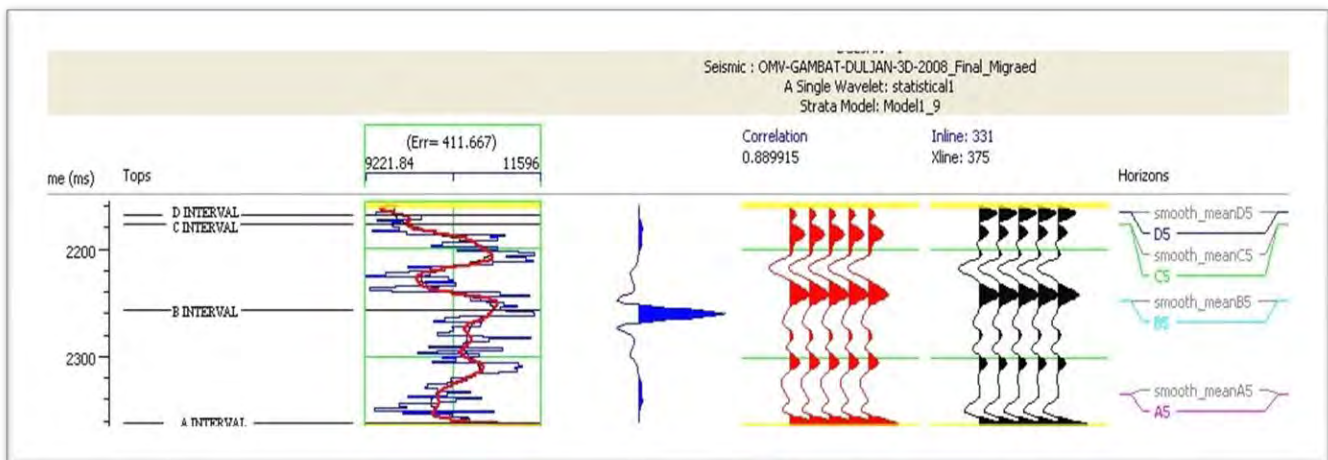 Seismic : OMV-GAMBAT-DULJAN-3D-2008_Final_Migraed
A Single Wavelet: statistical1
Strata Model: Model1_9
(Err= 411.667)
9221.84 11596
Correlation
0.889915
Inline: 331
Xline: 375
me (ms) Tops Horizons
D INTERVAL
C INTERVAL
B INTERVAL
A INTERVAL
2200
2300
smooth_meanD5
D5
smooth_meanC5
C5
smooth_meanB5
B5
smooth_meanA5
A5